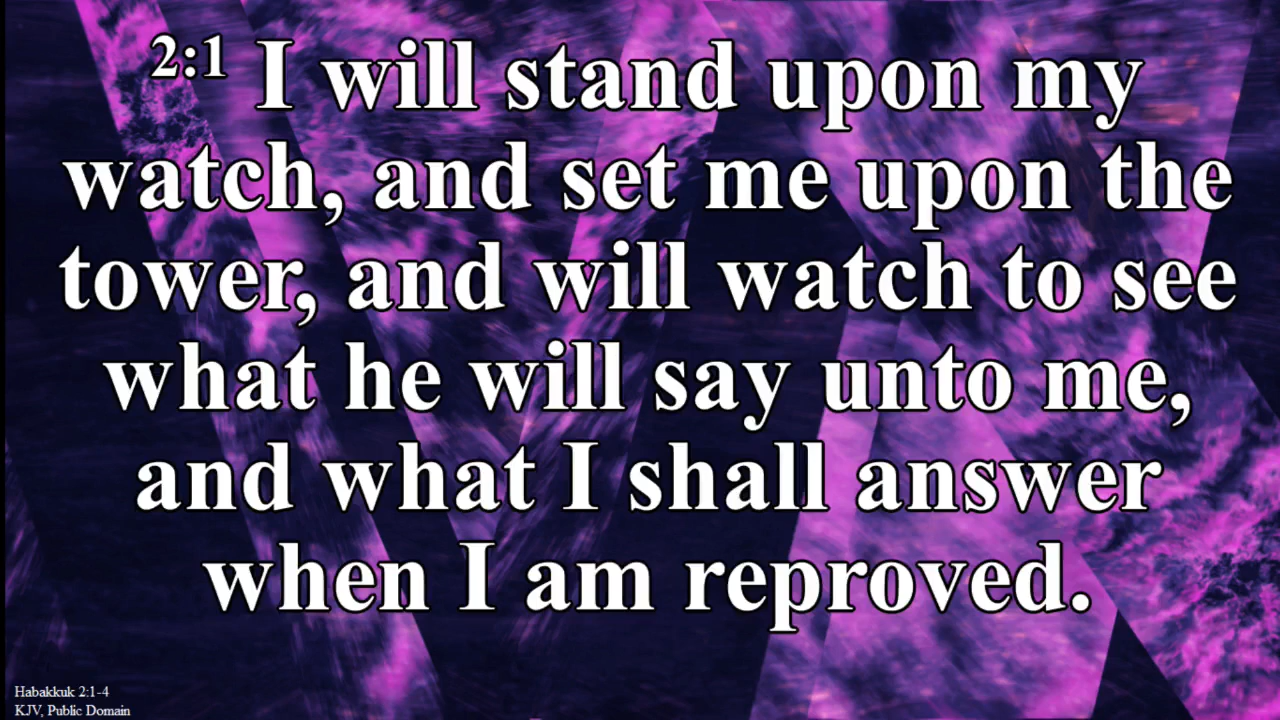 2:1 I will stand upon my
watch, and set me upon the
tower, and will watch to see
what he will say unto me,
and what I shall answer
when I am reproved.
Habakkuk 2:1-4
KJV, Public Domain